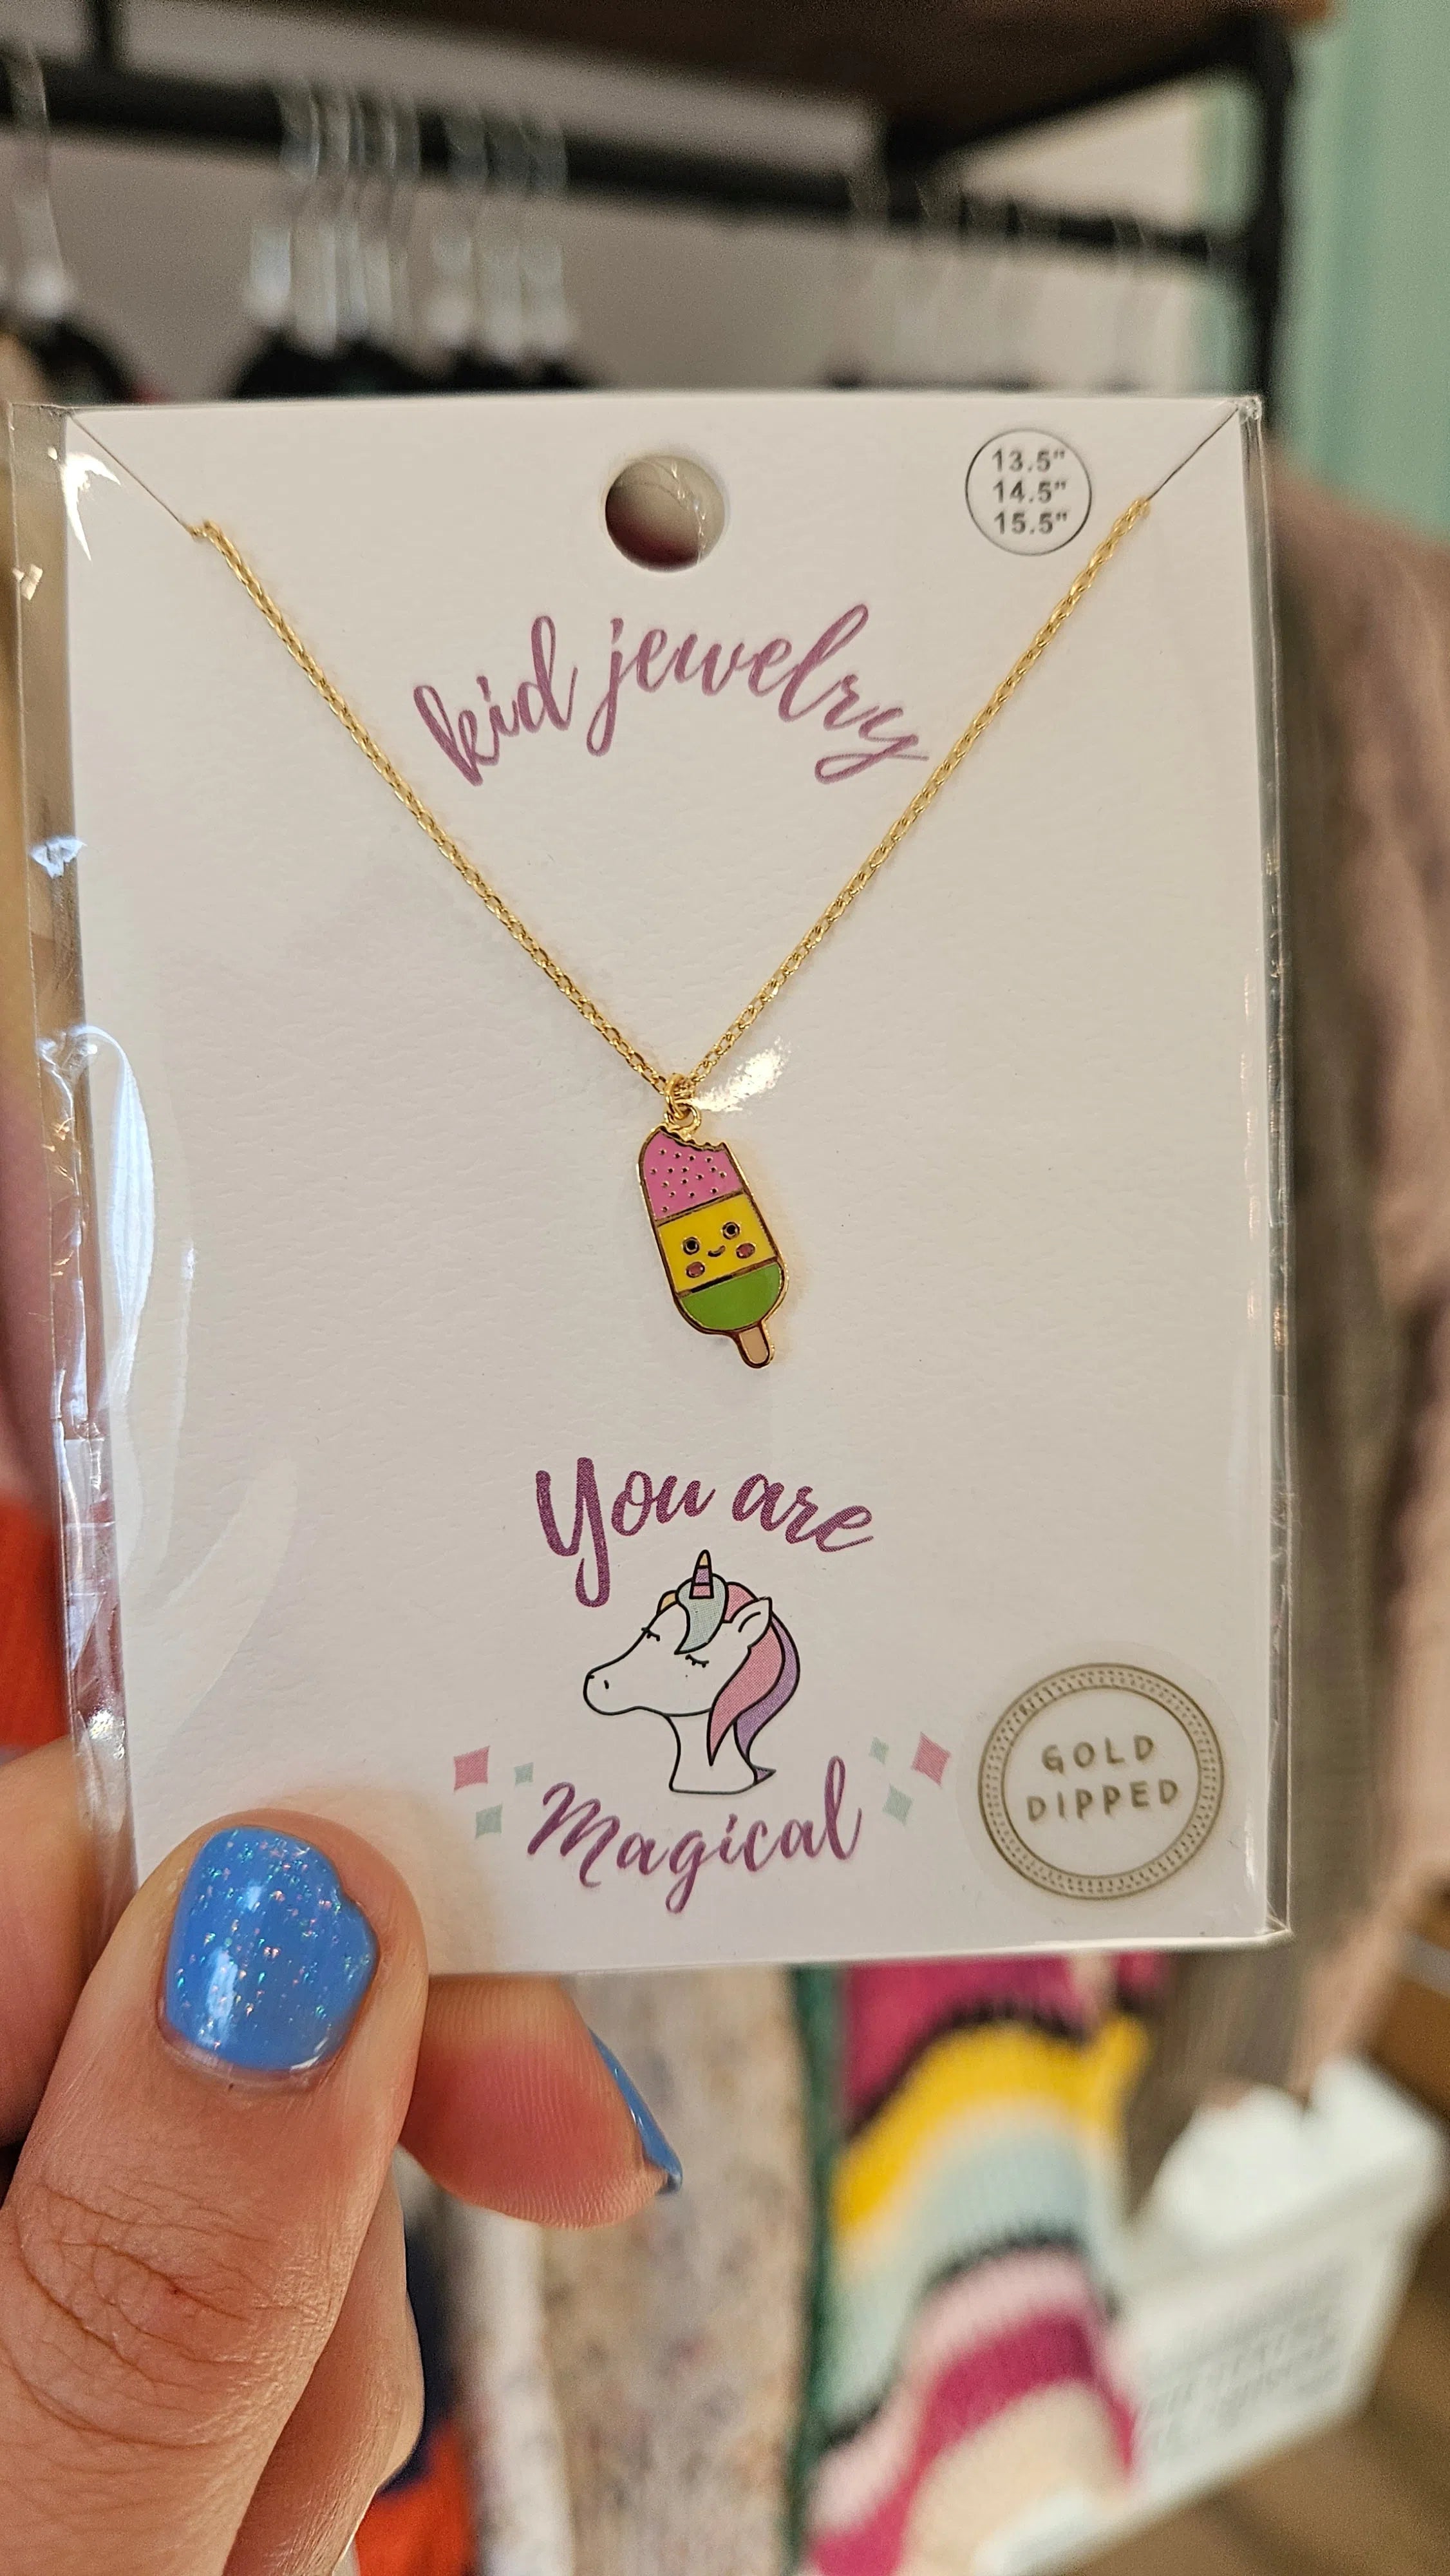 13.5"
14.5"
15.5"
kid jewelry
You are
Magical
GOLD
DIPPED